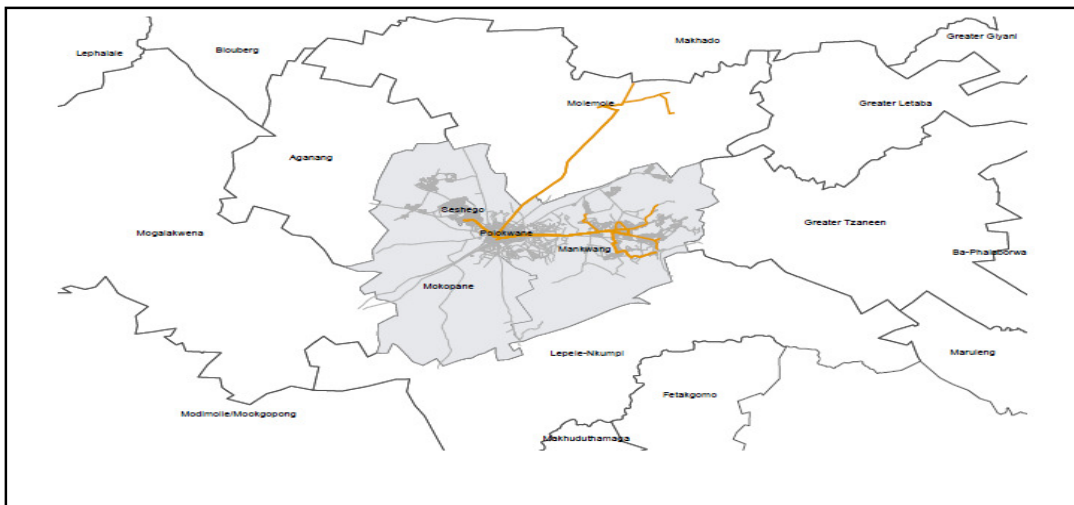 Makhado
Greater Giyani
Blouberg
Lephalale
Molemole
Greater Letaba
Aganang
Seshego
Greater Tzaneen
Mogalakwena
Polokwane
Mankwang
Ba-Phalaborwa
Mokopane
Lepele-Nkumpi
Maruleng
Fetakgomo
Modimolle/Mookgopong
Makhuduthamaga